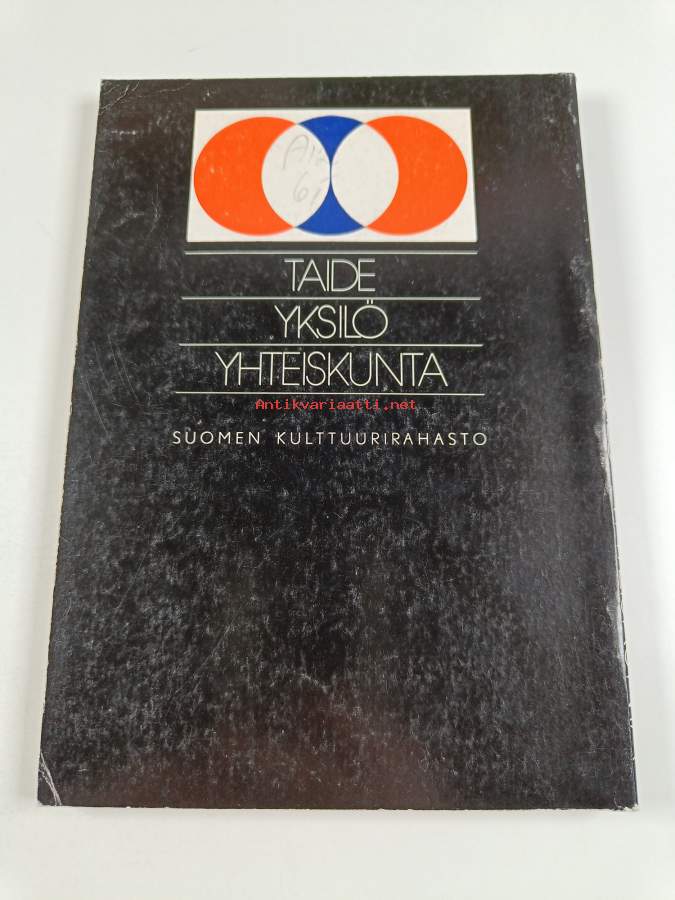 TAIDE
YKSILÖ
YHTEISKUNTA
Antikvariaatti.net
SUOMEN KULTTUURIRAHASTO